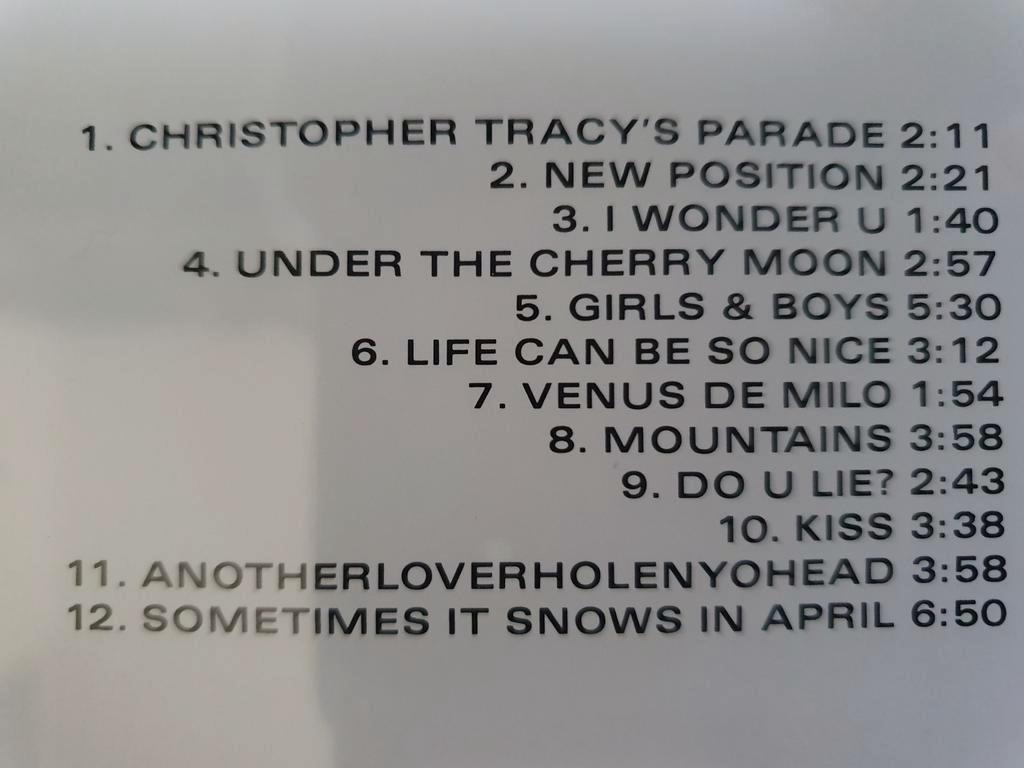 1. CHRISTOPHER TRACY'S PARADE 2:11
2. NEW POSITION 2:21
3. I WONDER U 1:40
4. UNDER THE CHERRY MOON 2:57
5. GIRLS & BOYS 5:30
6. LIFE CAN BE SO NICE 3:12
7. VENUS DE MILO 1:54
8. MOUNTAINS 3:58
9. DO U LIE? 2:43
10. KISS 3:38
11. ANOTHERLOVERHOLENYOHEAD 3:58
12. SOMETIMES IT SNOWS IN APRIL 6:50